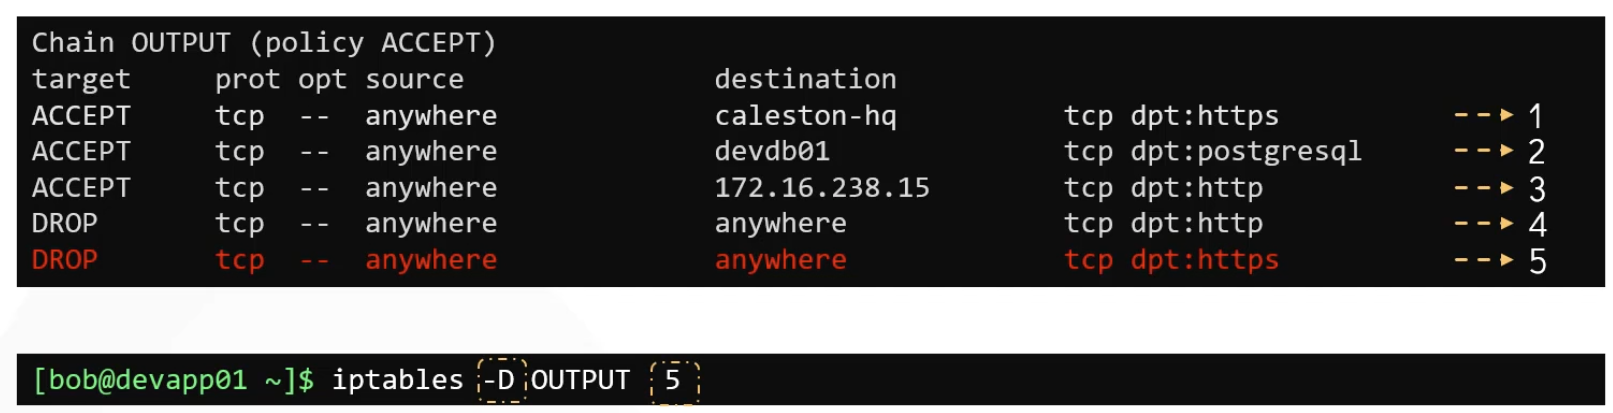 Chain OUTPUT (policy ACCEPT)
target prot opt source destination
ACCEPT tcp -- anywhere caleston-hq tcp dpt:https 1
ACCEPT tcp -- anywhere devdb01 tcp dpt:postgresql 2
ACCEPT tcp -- anywhere 172.16.238.15 tcp dpt:http 3
DROP tcp -- anywhere anywhere tcp dpt:http 4
DROP tcp -- anywhere anywhere tcp dpt:https 5
[bob@devapp01 ~]$ iptables -D OUTPUT 5